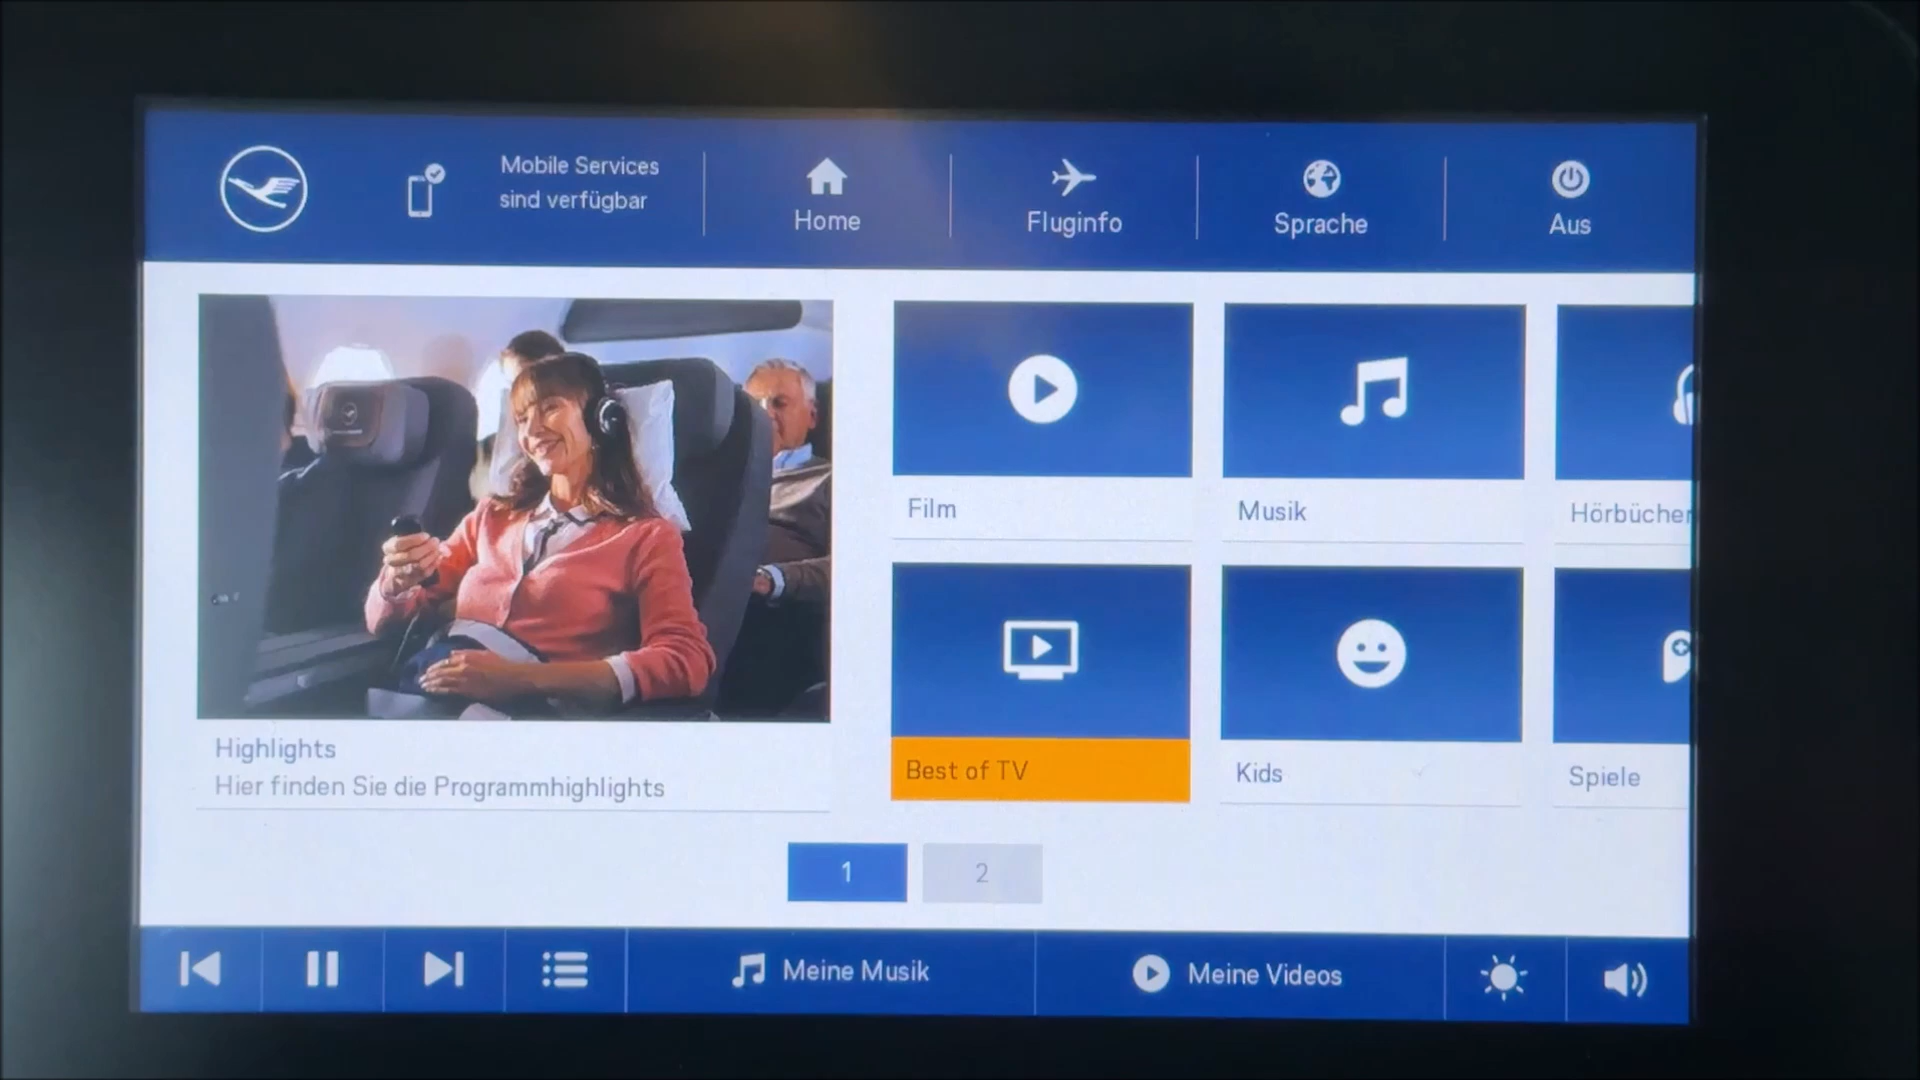 Mobile Services
sind verfügbar
Home
Fluginfo
Sprache
Aus
Film
Musik
Hörbücher
Highlights
Hier finden Sie die Programmhighlights
Best of TV
Kids
Spiele
1
2
Meine Musik
Meine Videos